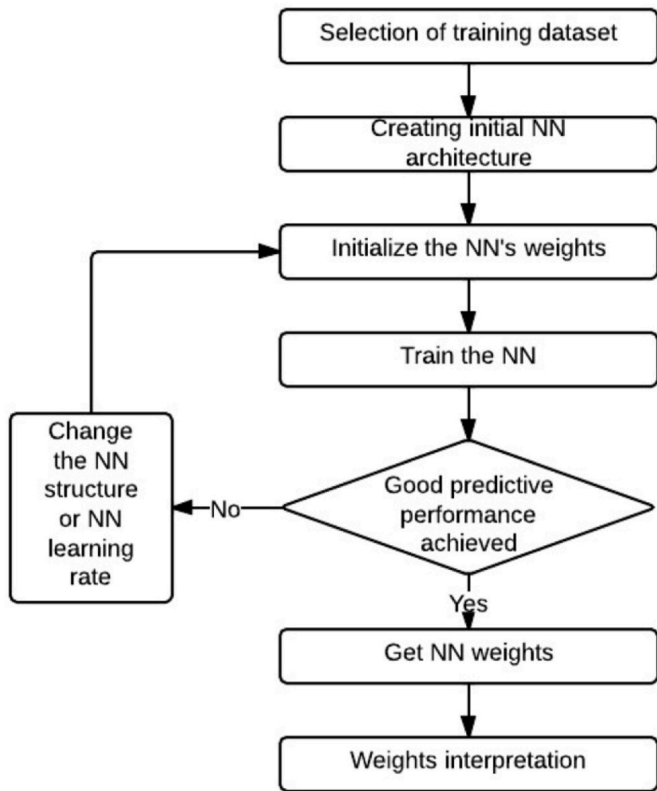 Selection of training dataset
Creating initial NN
architecture
Initialize the NN's weights
Train the NN
Change
the NN
structure
or NN
learning
rate
No
Good predictive
performance
achieved
Yes
Get NN weights
Weights interpretation